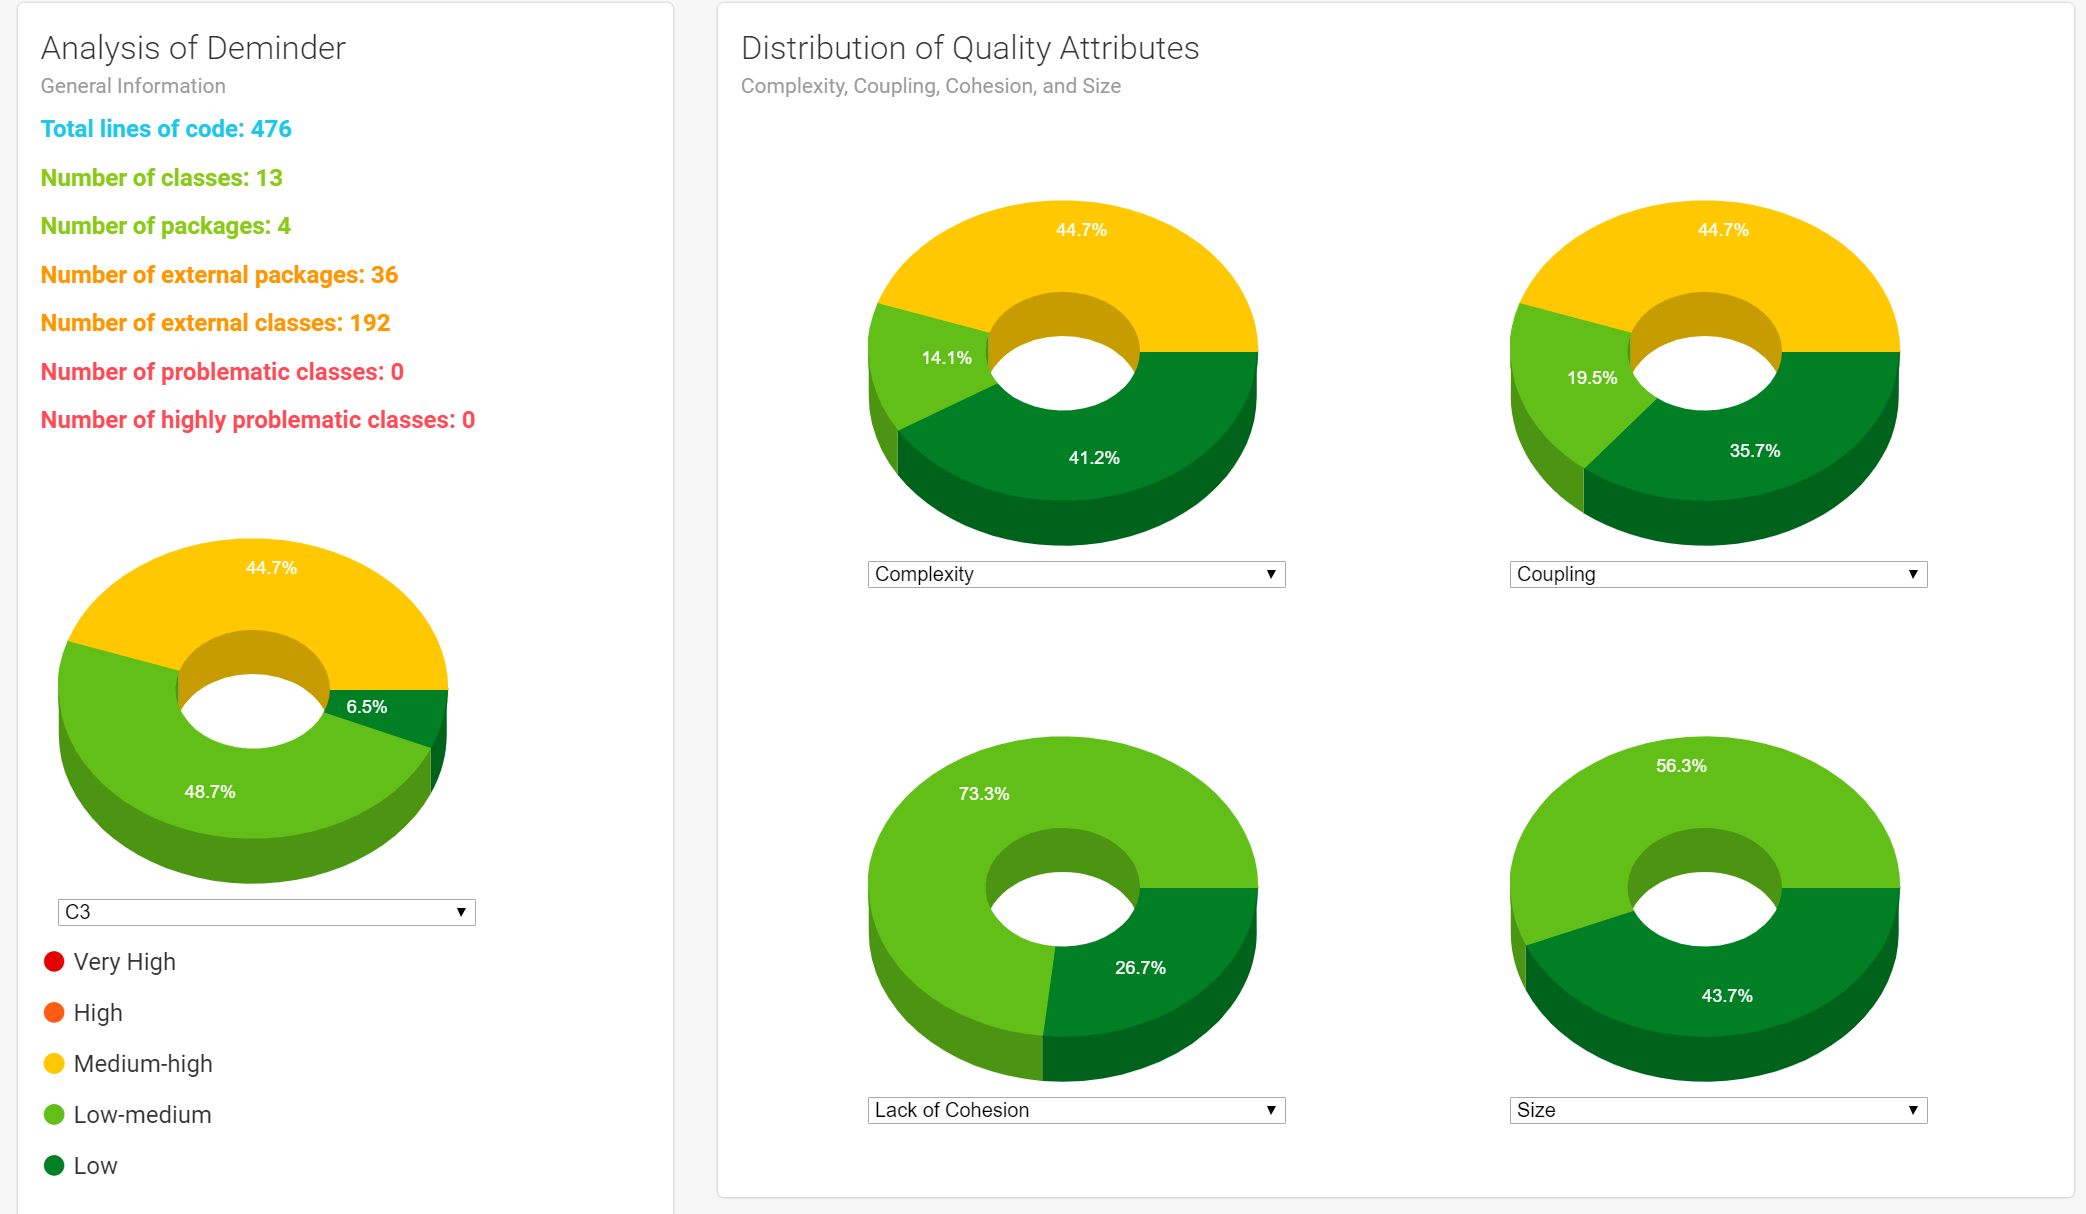 Analysis of Deminder
General Information
Total lines of code: 476
Number of classes: 13
Number of packages: 4
Number of external packages: 36
Number of external classes: 192
Number of problematic classes: 0
Number of highly problematic classes: 0
44.7%
6.5%
48.7%
C3
Very High
High
Medium-high
Low-medium
Low
Distribution of Quality Attributes
Complexity, Coupling, Cohesion, and Size
44.7%
14.1%
41.2%
Complexity
44.7%
19.5%
35.7%
Coupling
73.3%
26.7%
Lack of Cohesion
56.3%
43.7%
Size